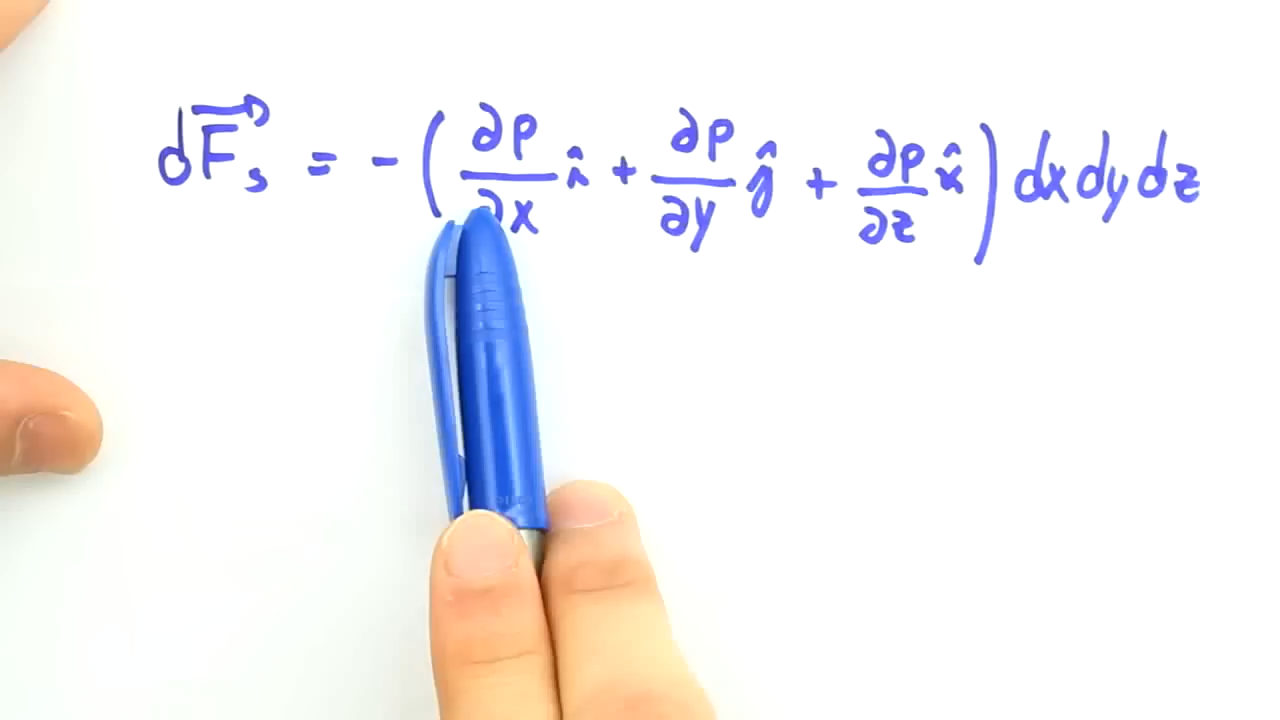 dF⃗ₛ = - ( ∂p/∂x î + ∂p/∂y ĵ + ∂p/∂z k̂ ) dx dy dz